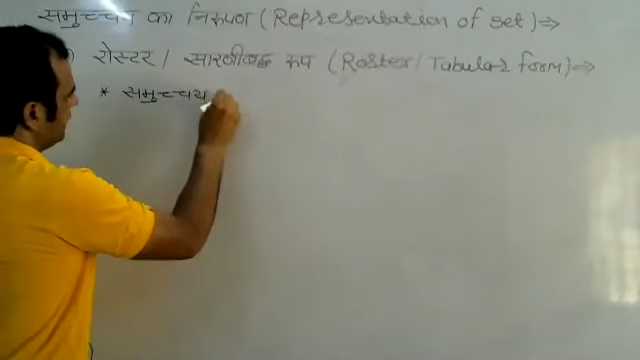 समुच्चय का निरुपण (Representation of set) ⇒
) रोस्टर / सारणीबद्ध रुप (Roster / Tabular form) ⇒
* समुच्चय